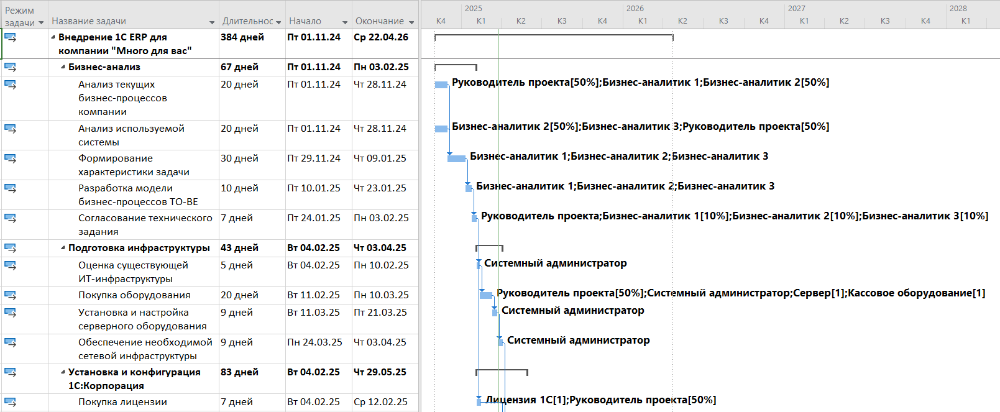 Режим задачи
Название задачи
Длительнос
Начало
Окончание
2025
2026
2027
2028
К4 К1 К2 К3 К4 К1 К2 К3 К4 К1 К2 К3 К4 К1
Внедрение 1С ERP для 384 дней Пт 01.11.24 Ср 22.04.26
компании "Много для вас"
Бизнес-анализ 67 дней Пт 01.11.24 Пн 03.02.25
Анализ текущих 20 дней Пт 01.11.24 Чт 28.11.24 Руководитель проекта[50%];Бизнес-аналитик 1;Бизнес-аналитик 2[50%]
бизнес-процессов
компании
Анализ используемой 20 дней Пт 01.11.24 Чт 28.11.24 Бизнес-аналитик 2[50%];Бизнес-аналитик 3;Руководитель проекта[50%]
системы
Формирование 30 дней Пт 29.11.24 Чт 09.01.25 Бизнес-аналитик 1;Бизнес-аналитик 2;Бизнес-аналитик 3
характеристики задачи
Разработка модели 10 дней Пт 10.01.25 Чт 23.01.25 Бизнес-аналитик 1;Бизнес-аналитик 2;Бизнес-аналитик 3
бизнес-процессов TO-BE
Согласование технического 7 дней Пт 24.01.25 Пн 03.02.25 Руководитель проекта;Бизнес-аналитик 1[10%];Бизнес-аналитик 2[10%];Бизнес-аналитик 3[10%]
задания
Подготовка инфраструктуры 43 дней Вт 04.02.25 Чт 03.04.25
Оценка существующей 5 дней Вт 04.02.25 Пн 10.02.25 Системный администратор
ИТ-инфраструктуры
Покупка оборудования 20 дней Вт 11.02.25 Пн 10.03.25 Руководитель проекта[50%];Системный администратор;Сервер[1];Кассовое оборудование[1]
Установка и настройка 9 дней Вт 11.03.25 Пт 21.03.25 Системный администратор
серверного оборудования
Обеспечение необходимой 9 дней Пн 24.03.25 Чт 03.04.25 Системный администратор
сетевой инфраструктуры
Установка и конфигурация 83 дней Вт 04.02.25 Чт 29.05.25
1С:Корпорация
Покупка лицензии 7 дней Вт 04.02.25 Ср 12.02.25 Лицензия 1С[1];Руководитель проекта[50%]